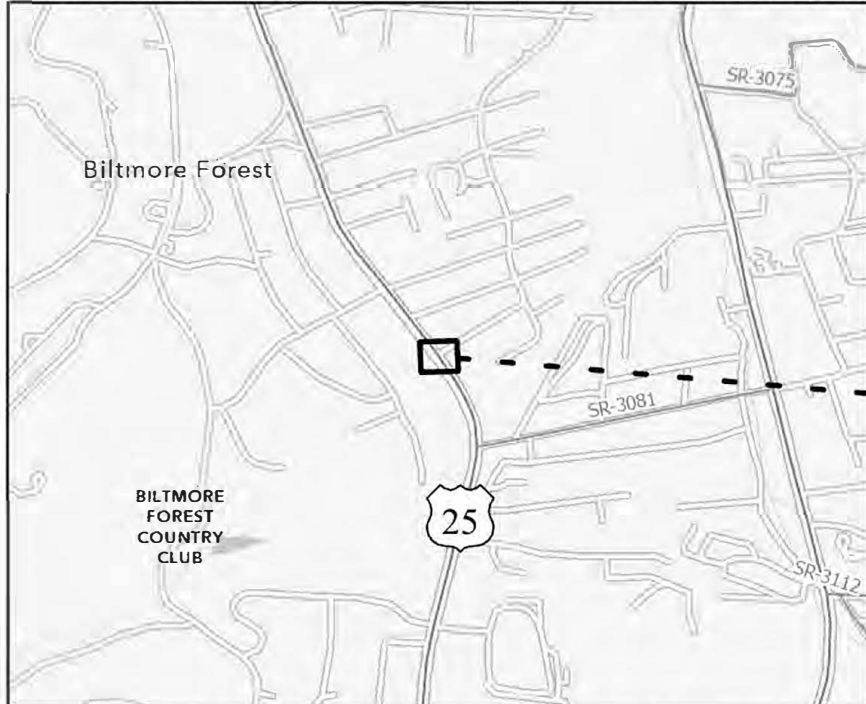 SR-3075
Biltmore Forest
SR-3081
BILTMORE
FOREST
COUNTRY
CLUB
25
SR-3112